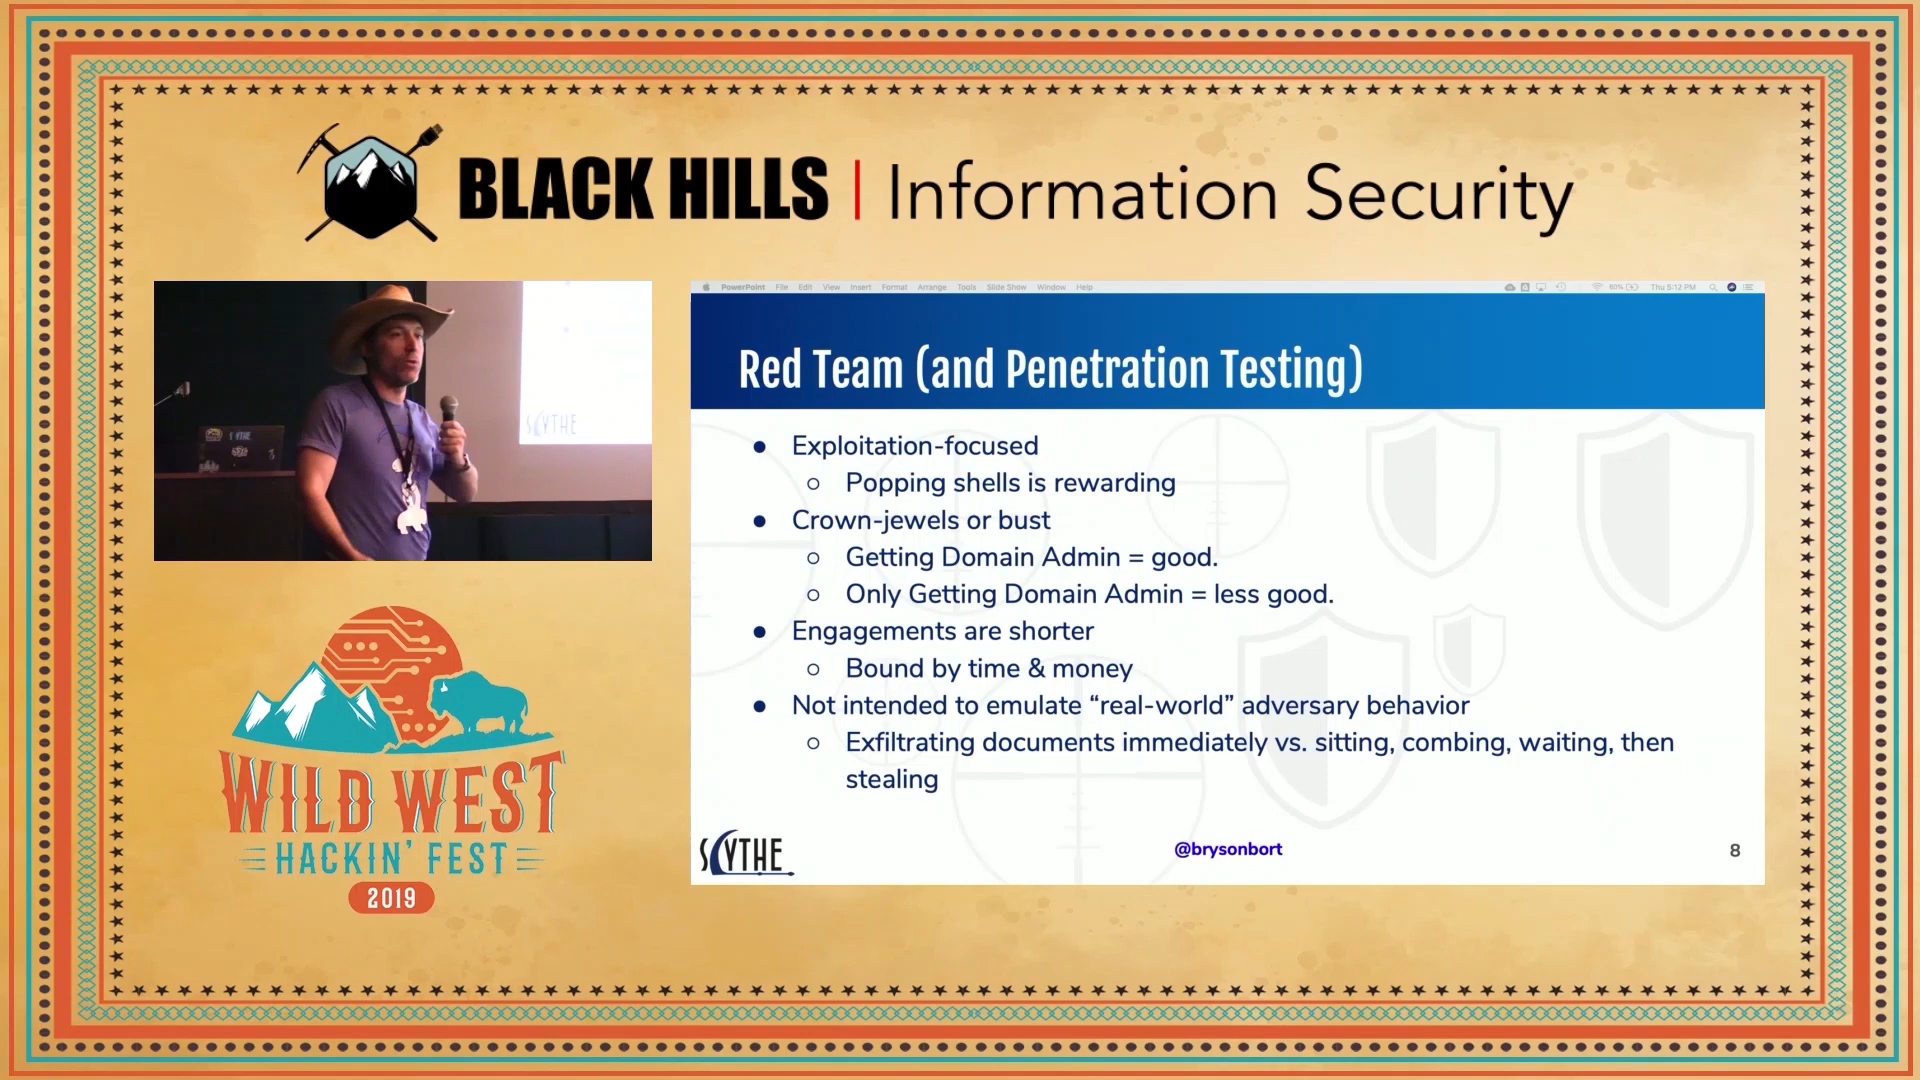 BLACK HILLS | Information Security
PowerPoint File Edit View Insert Format Arrange Tools Slide Show Window Help
60% Thu 5:12 PM
Red Team (and Penetration Testing)
● Exploitation-focused
○ Popping shells is rewarding
● Crown-jewels or bust
○ Getting Domain Admin = good.
○ Only Getting Domain Admin = less good.
● Engagements are shorter
○ Bound by time & money
● Not intended to emulate “real-world” adversary behavior
○ Exfiltrating documents immediately vs. sitting, combing, waiting, then
stealing
SCYTHE
@brysonbort
8
SCYTHE
SCYTHE
WILD WEST
HACKIN' FEST
2019